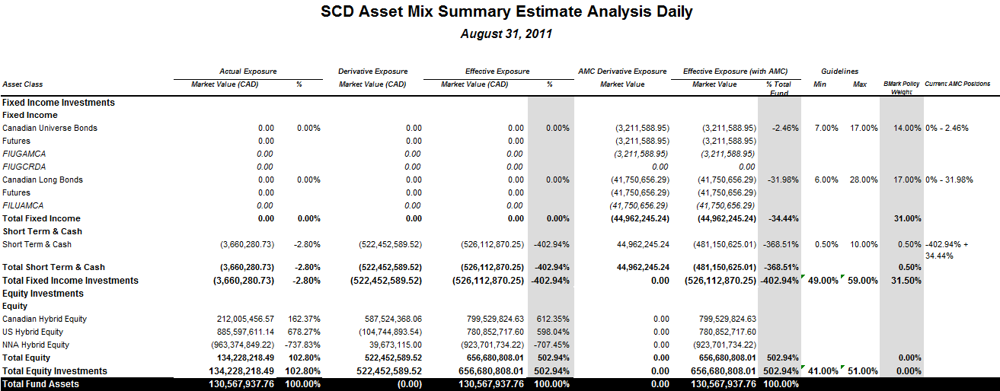 SCD Asset Mix Summary Estimate Analysis Daily
August 31, 2011
Actual Exposure Derivative Exposure Effective Exposure AMC Derivative Exposure Effective Exposure (with AMC) Guidelines
Asset Class Market Value (CAD) % Market Value (CAD) Market Value (CAD) % Market Value Market Value % Total Fund Min Max BMark Policy Weight Current AMC Positions
Fixed Income Investments
Fixed Income
Canadian Universe Bonds 0.00 0.00% 0.00 0.00 0.00% (3,211,588.95) (3,211,588.95) -2.46% 7.00% 17.00% 14.00% 0% - 2.46%
Futures 0.00 0.00 0.00 (3,211,588.95) (3,211,588.95)
FIUGAMCA 0.00 0.00 0.00 (3,211,588.95) (3,211,588.95)
FIUGCRDA 0.00 0.00 0.00 0.00 0.00
Canadian Long Bonds 0.00 0.00% 0.00 0.00 0.00% (41,750,656.29) (41,750,656.29) -31.98% 6.00% 28.00% 17.00% 0% - 31.98%
Futures 0.00 0.00 0.00 (41,750,656.29) (41,750,656.29)
FILUAMCA 0.00 0.00 0.00 (41,750,656.29) (41,750,656.29)
Total Fixed Income 0.00 0.00% 0.00 0.00 0.00% (44,962,245.24) (44,962,245.24) -34.44% 31.00%
Short Term & Cash
Short Term & Cash (3,660,280.73) -2.80% (522,452,589.52) (526,112,870.25) -402.94% 44,962,245.24 (481,150,625.01) -368.51% 0.50% 10.00% 0.50% -402.94% +
34.44%
Total Short Term & Cash (3,660,280.73) -2.80% (522,452,589.52) (526,112,870.25) -402.94% 44,962,245.24 (481,150,625.01) -368.51% 0.50%
Total Fixed Income Investments (3,660,280.73) -2.80% (522,452,589.52) (526,112,870.25) -402.94% 0.00 (526,112,870.25) -402.94% 49.00% 59.00% 31.50%
Equity Investments
Equity
Canadian Hybrid Equity 212,005,456.57 162.37% 587,524,368.06 799,529,824.63 612.35% 0.00 799,529,824.63
US Hybrid Equity 885,597,611.14 678.27% (104,744,893.54) 780,852,717.60 598.04% 0.00 780,852,717.60
NNA Hybrid Equity (963,374,849.22) -737.83% 39,673,115.00 (923,701,734.22) -707.45% 0.00 (923,701,734.22)
Total Equity 134,228,218.49 102.80% 522,452,589.52 656,680,808.01 502.94% 0.00 656,680,808.01 502.94% 0.00%
Total Equity Investments 134,228,218.49 102.80% 522,452,589.52 656,680,808.01 502.94% 0.00 656,680,808.01 502.94% 41.00% 51.00% 0.00%
Total Fund Assets 130,567,937.76 100.00% (0.00) 130,567,937.76 100.00% 0.00 130,567,937.76 100.00%